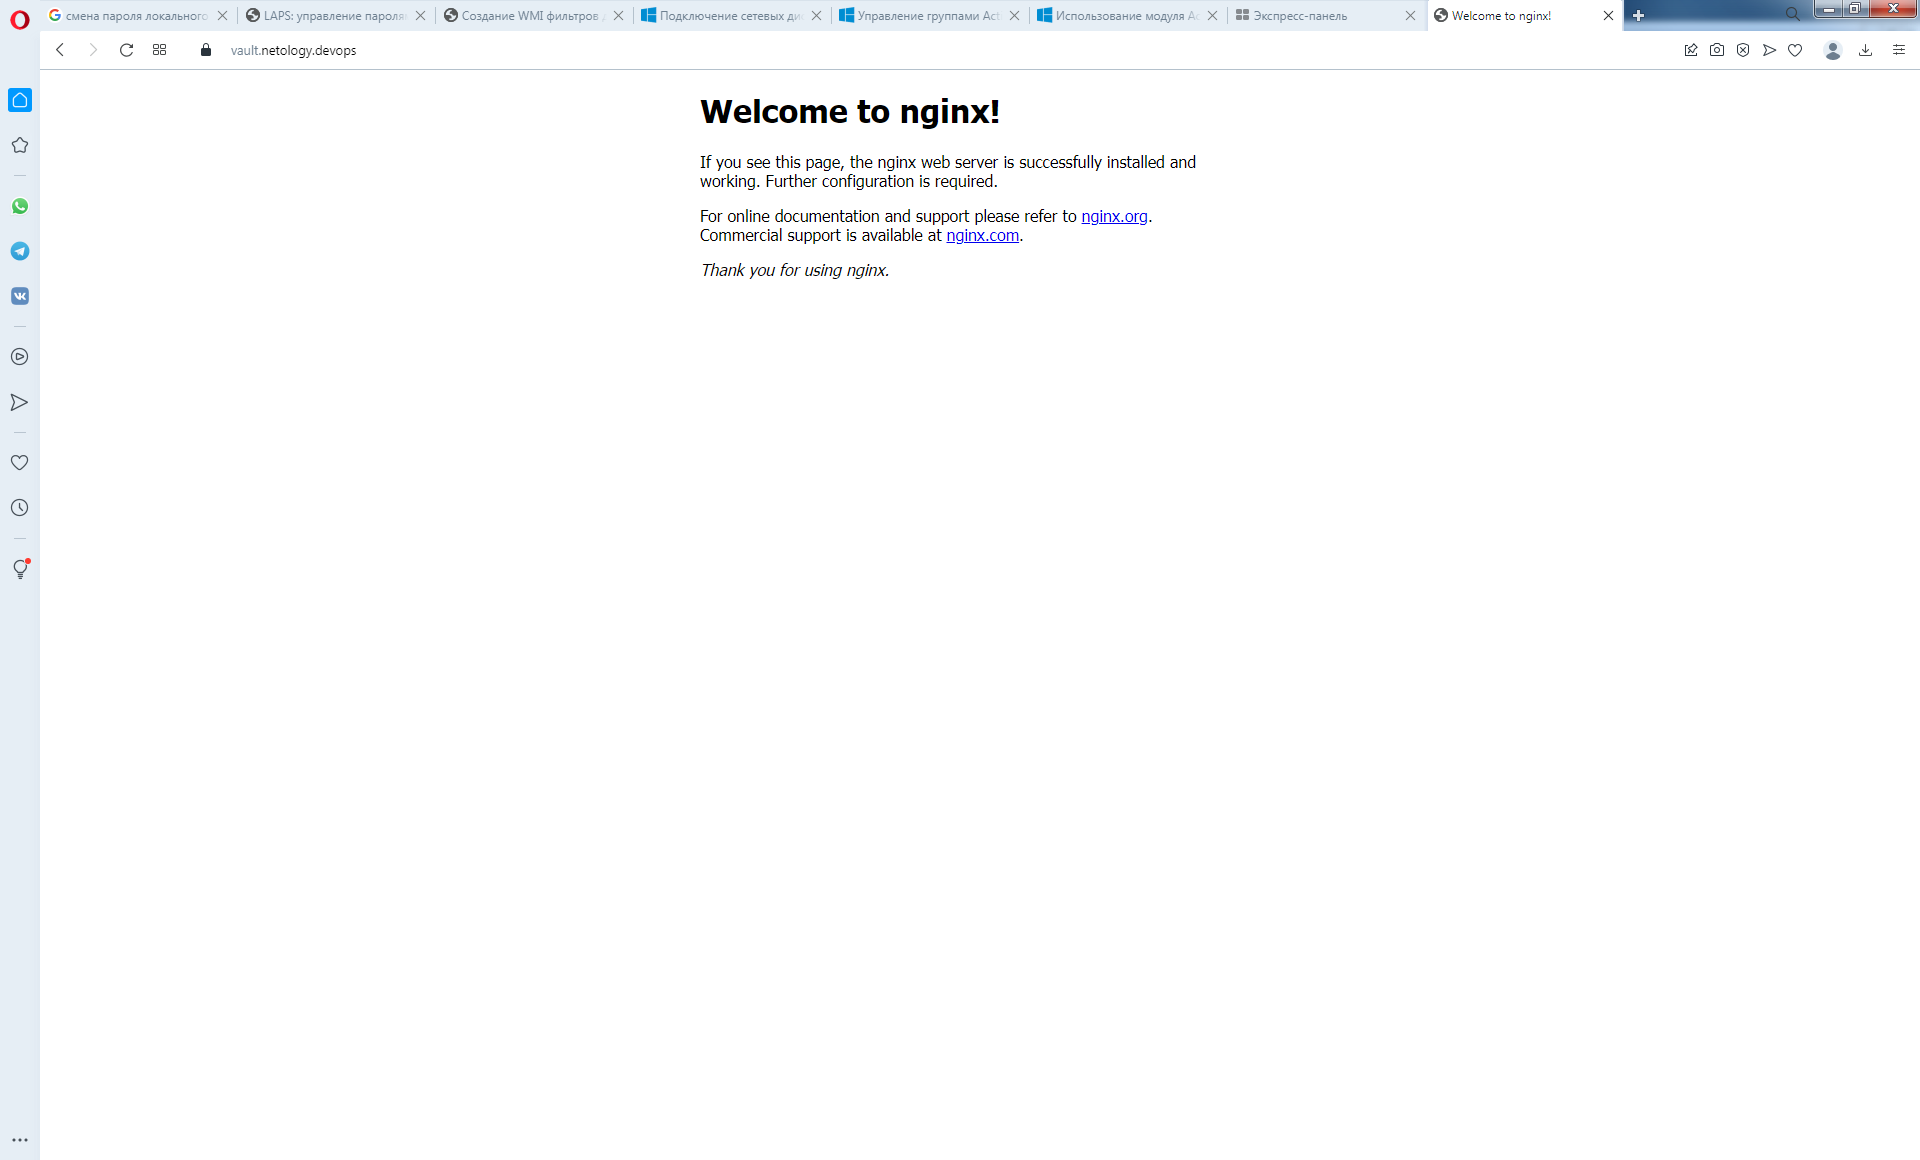 смена пароля локального
LAPS: управление пароля
Создание WMI фильтров
Подключение сетевых ди
Управление группами Act
Использование модуля Ac
Экспресс-панель
Welcome to nginx!
vault.netology.devops
Welcome to nginx!
If you see this page, the nginx web server is successfully installed and
working. Further configuration is required.
For online documentation and support please refer to nginx.org.
Commercial support is available at nginx.com.
Thank you for using nginx.